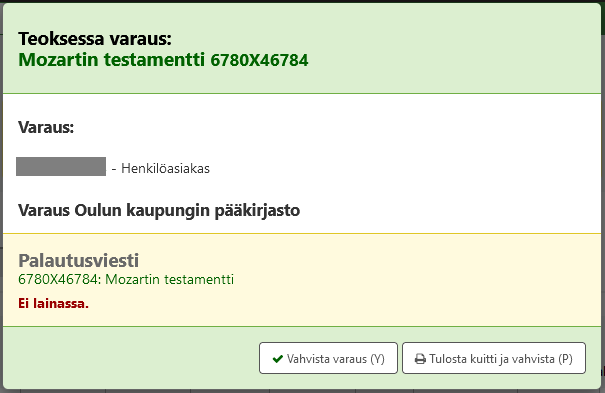 Teoksessa varaus:
Mozartin testamentti 6780X46784
Varaus:
- Henkilöasiakas
Varaus Oulun kaupungin pääkirjasto
Palautusviesti
6780X46784: Mozartin testamentti
Ei lainassa.
Vahvista varaus (Y) Tulosta kuitti ja vahvista (P)